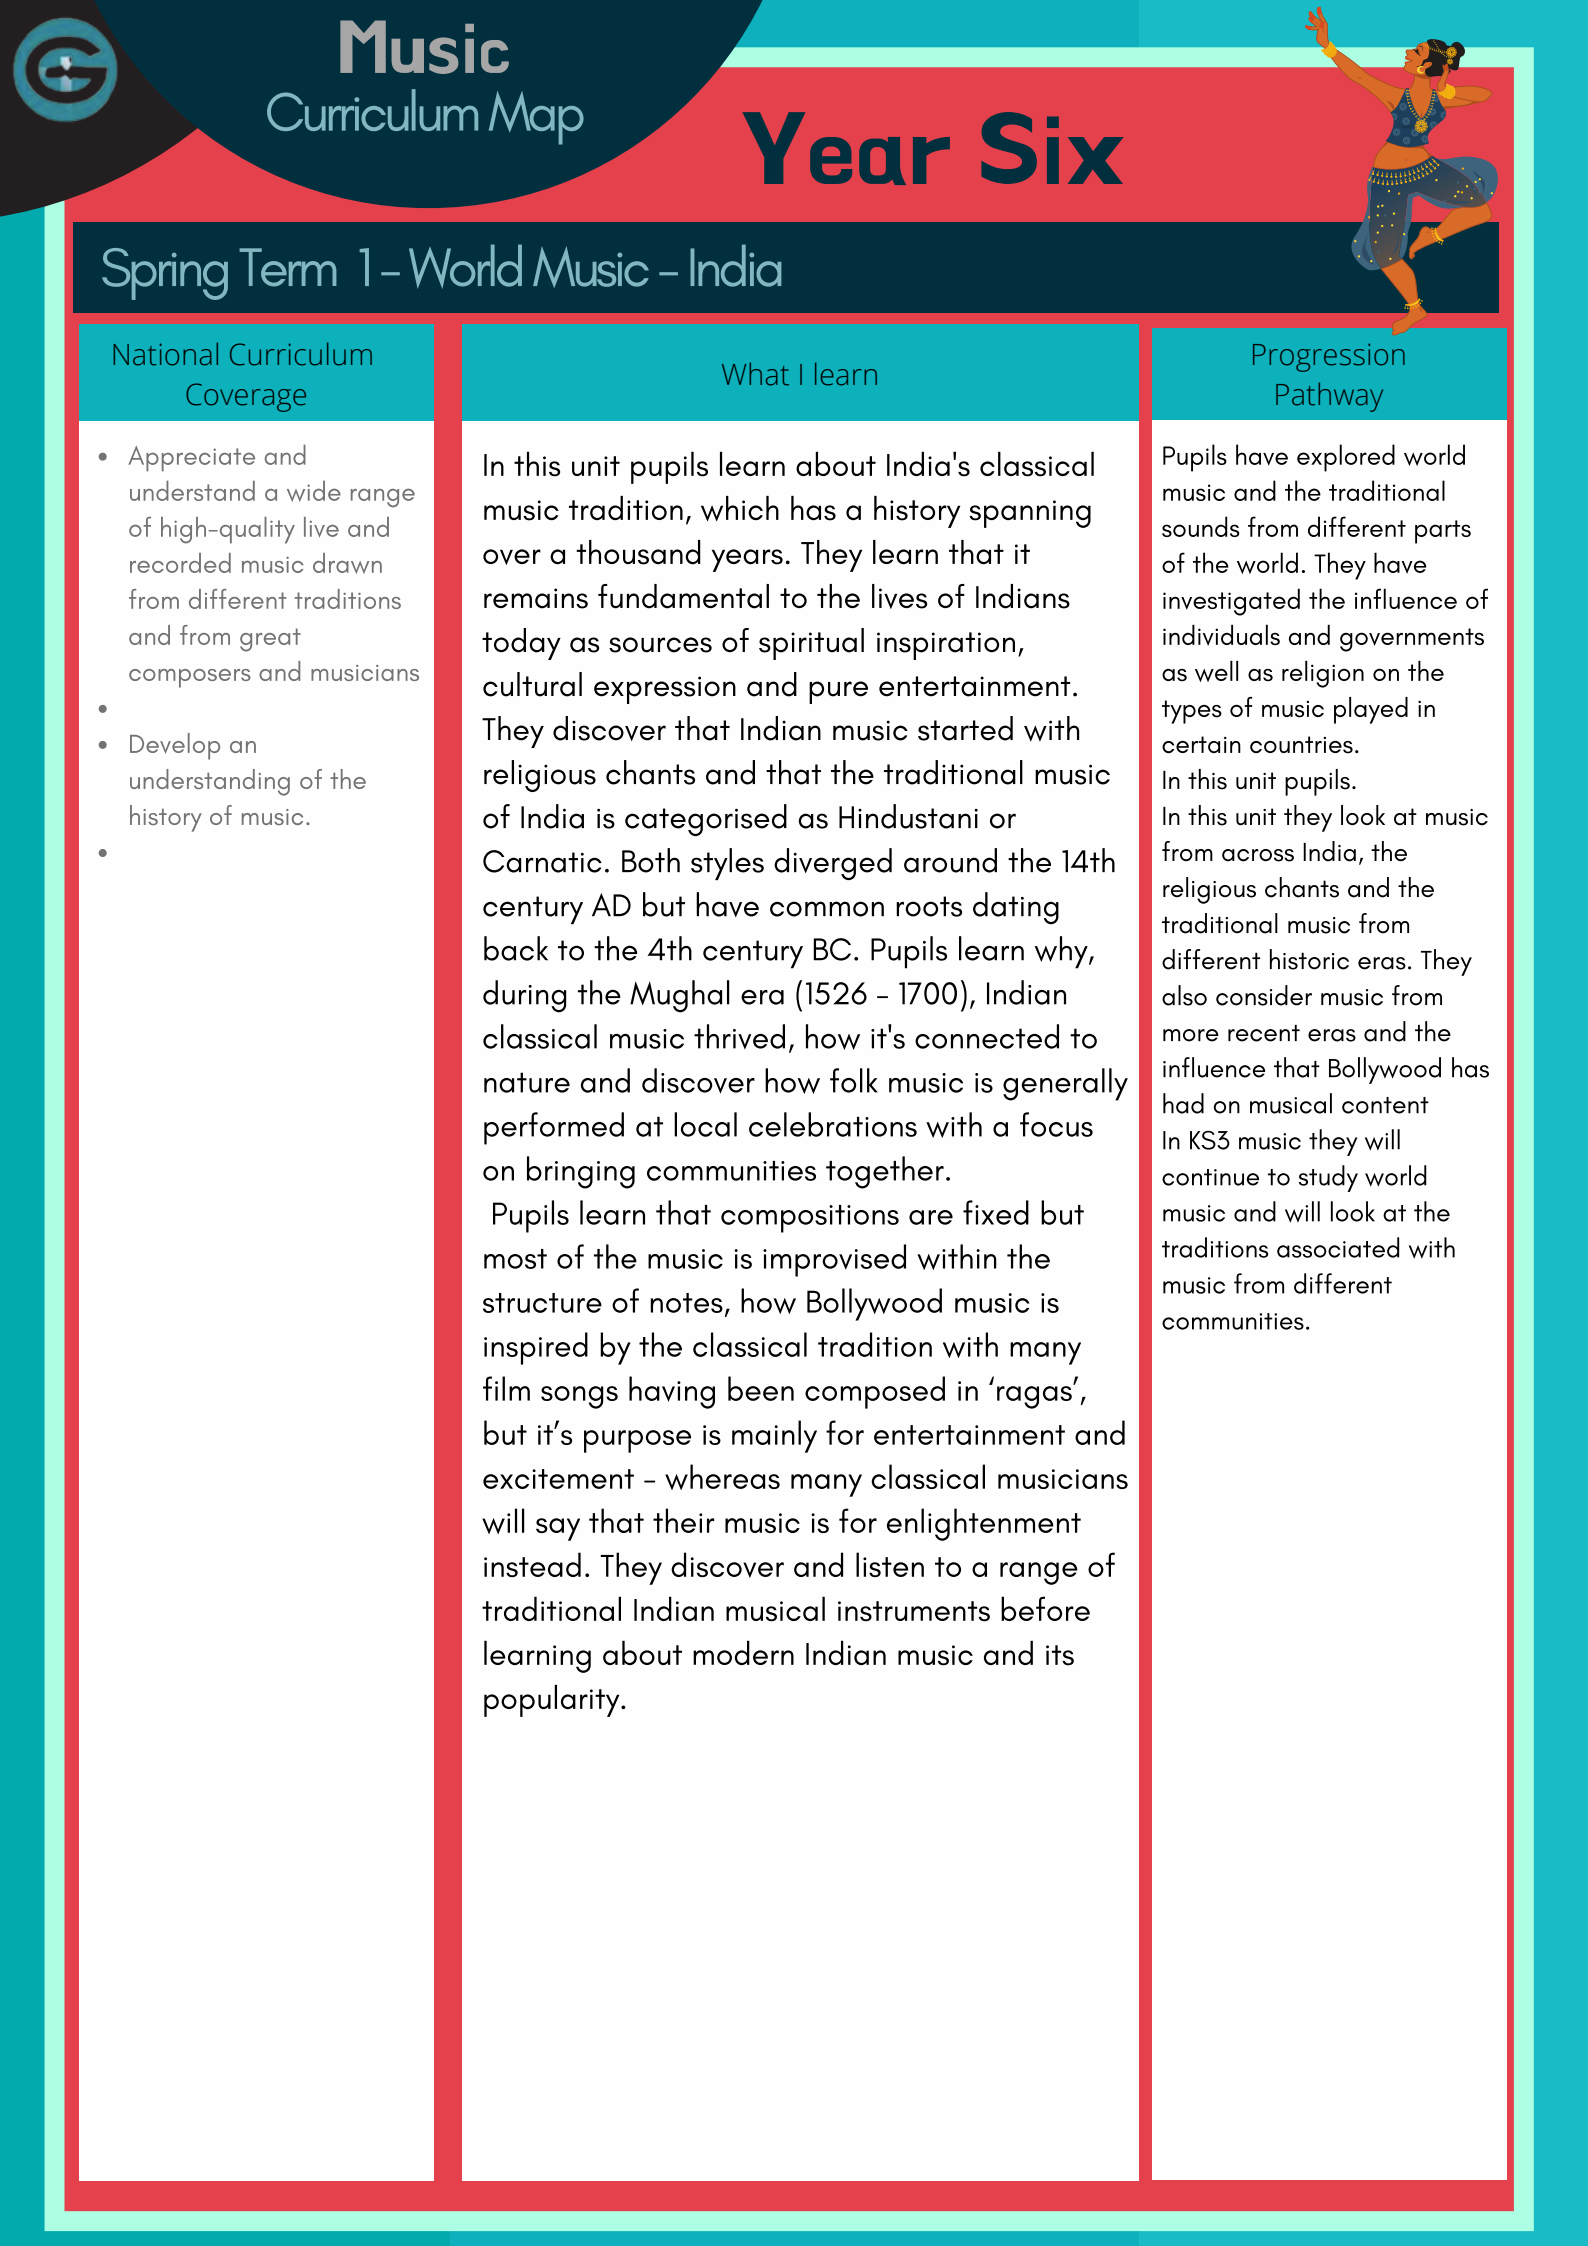 Music
Curriculum Map
Year Six
Spring Term 1 - World Music - India
National Curriculum
Coverage
• Appreciate and
understand a wide range
of high-quality live and
recorded music drawn
from different traditions
and from great
composers and musicians
•
• Develop an
understanding of the
history of music.
•
What I learn
In this unit pupils learn about India's classical
music tradition, which has a history spanning
over a thousand years. They learn that it
remains fundamental to the lives of Indians
today as sources of spiritual inspiration,
cultural expression and pure entertainment.
They discover that Indian music started with
religious chants and that the traditional music
of India is categorised as Hindustani or
Carnatic. Both styles diverged around the 14th
century AD but have common roots dating
back to the 4th century BC. Pupils learn why,
during the Mughal era (1526 - 1700), Indian
classical music thrived, how it's connected to
nature and discover how folk music is generally
performed at local celebrations with a focus
on bringing communities together.
Pupils learn that compositions are fixed but
most of the music is improvised within the
structure of notes, how Bollywood music is
inspired by the classical tradition with many
film songs having been composed in ‘ragas’,
but it’s purpose is mainly for entertainment and
excitement - whereas many classical musicians
will say that their music is for enlightenment
instead. They discover and listen to a range of
traditional Indian musical instruments before
learning about modern Indian music and its
popularity.
Progression
Pathway
Pupils have explored world
music and the traditional
sounds from different parts
of the world. They have
investigated the influence of
individuals and governments
as well as religion on the
types of music played in
certain countries.
In this unit pupils.
In this unit they look at music
from across India, the
religious chants and the
traditional music from
different historic eras. They
also consider music from
more recent eras and the
influence that Bollywood has
had on musical content
In KS3 music they will
continue to study world
music and will look at the
traditions associated with
music from different
communities.